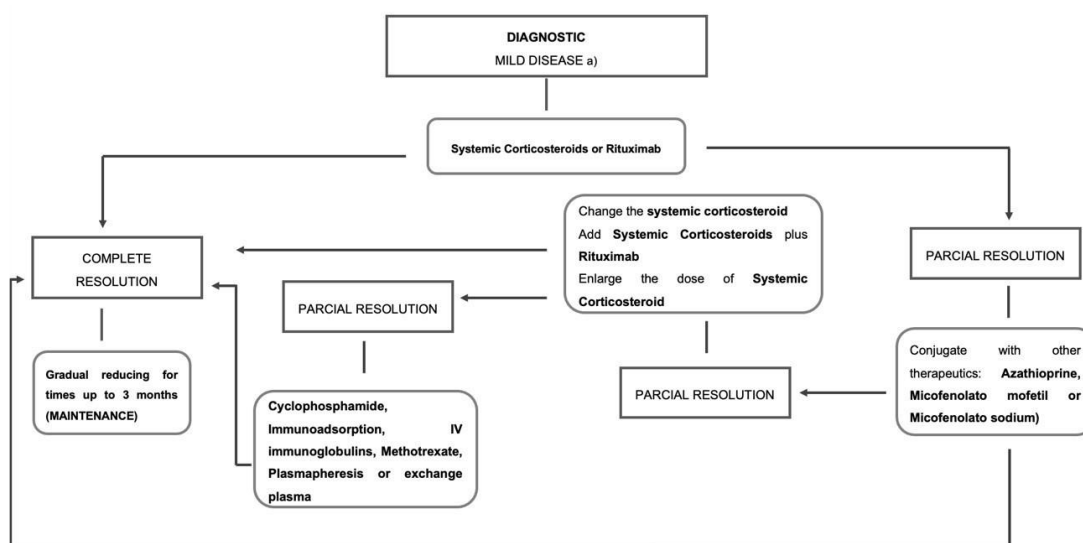 DIAGNOSTIC
MILD DISEASE a)
Systemic Corticosteroids or Rituximab
Change the systemic corticosteroid
Add Systemic Corticosteroids plus
Rituximab
Enlarge the dose of Systemic
Corticosteroid
COMPLETE
RESOLUTION
PARCIAL RESOLUTION
PARCIAL RESOLUTION
Gradual reducing for
times up to 3 months
(MAINTENANCE)
Cyclophosphamide,
Immunoadsorption, IV
immunoglobulins, Methotrexate,
Plasmapheresis or exchange
plasma
PARCIAL RESOLUTION
Conjugate with other
therapeutics: Azathioprine,
Micofenolato mofetil or
Micofenolato sodium)